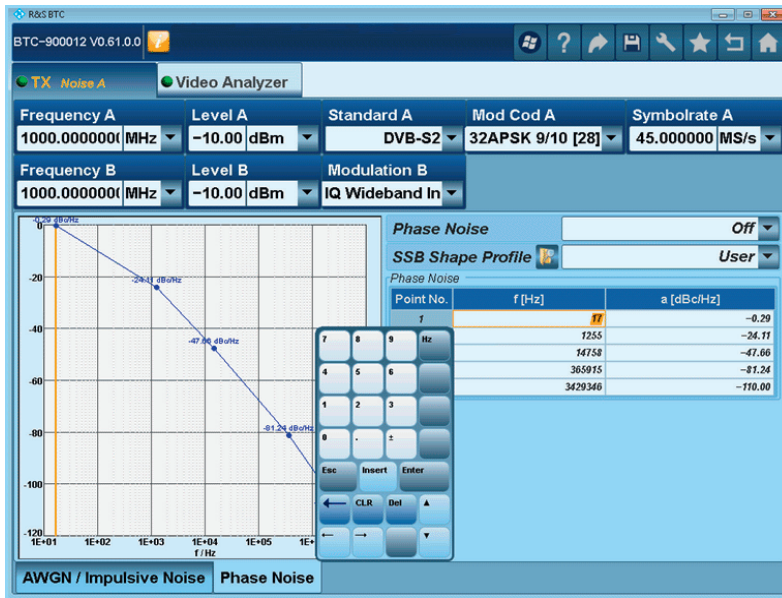 R&S BTC
BTC-900012 V0.61.0.0
TX Noise A Video Analyzer
Frequency A Level A Standard A Mod Cod A Symbolrate A
1000.0000000 MHz -10.00 dBm DVB-S2 32APSK 9/10 [28] 45.000000 MS/s
Frequency B Level B Modulation B
1000.0000000 MHz -10.00 dBm IQ Wideband In
Phase Noise Off
SSB Shape Profile User
Phase Noise
Point No. f [Hz] a [dBc/Hz]
1 17 -0.29
1255 -24.11
14758 -47.66
365915 -81.24
3429346 -110.00
-0.29 dBc/Hz
-24.11 dBc/Hz
-47.66 dBc/Hz
-81.24 dBc/Hz
0
-20
-40
-60
-80
-100
-120
1E+01 1E+02 1E+03 1E+04 1E+05 1E+
f / Hz
7 8 9 Hz
4 5 6
1 2 3
0 . ±
Esc Insert Enter
← CLR Del ▲
← → ▼
AWGN / Impulsive Noise Phase Noise